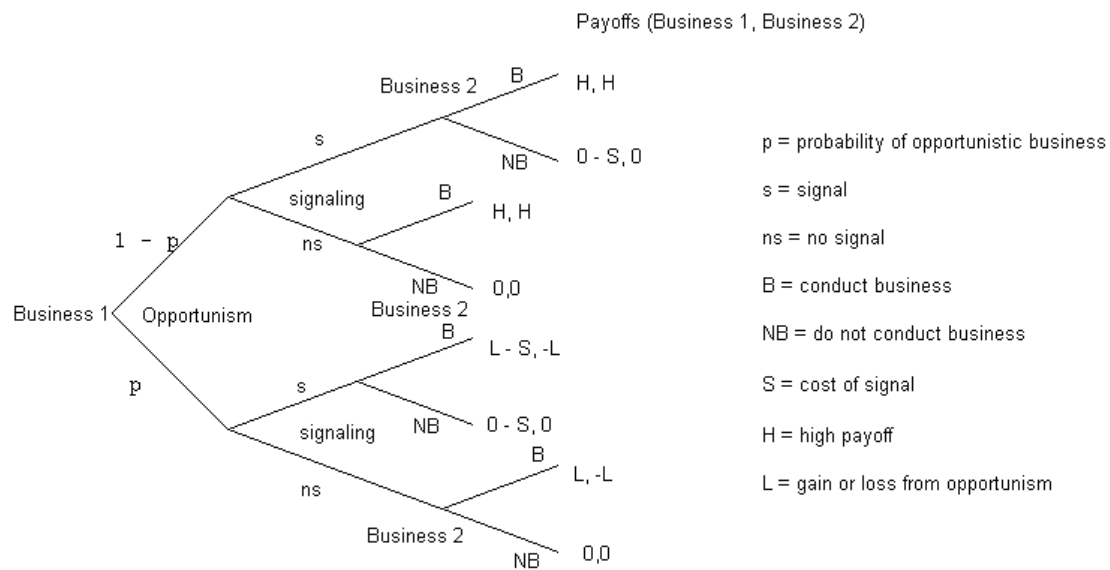 Payoffs (Business 1, Business 2)
Business 2
B
H, H
s
NB
0 - S, 0
p = probability of opportunistic business
signaling
B
H, H
s = signal
1 - p
ns
ns = no signal
NB
0,0
B = conduct business
Business 1
Opportunism
Business 2
B
L - S, -L
NB = do not conduct business
p
s
S = cost of signal
signaling
NB
0 - S, 0
H = high payoff
B
L, -L
L = gain or loss from opportunism
ns
Business 2
NB
0,0